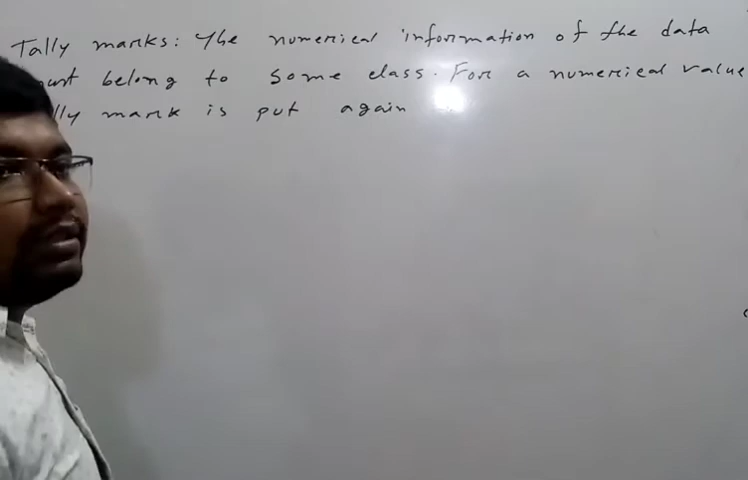 Tally marks: The numerical information of the data
belong to some class. For a numerical value
mark is put again